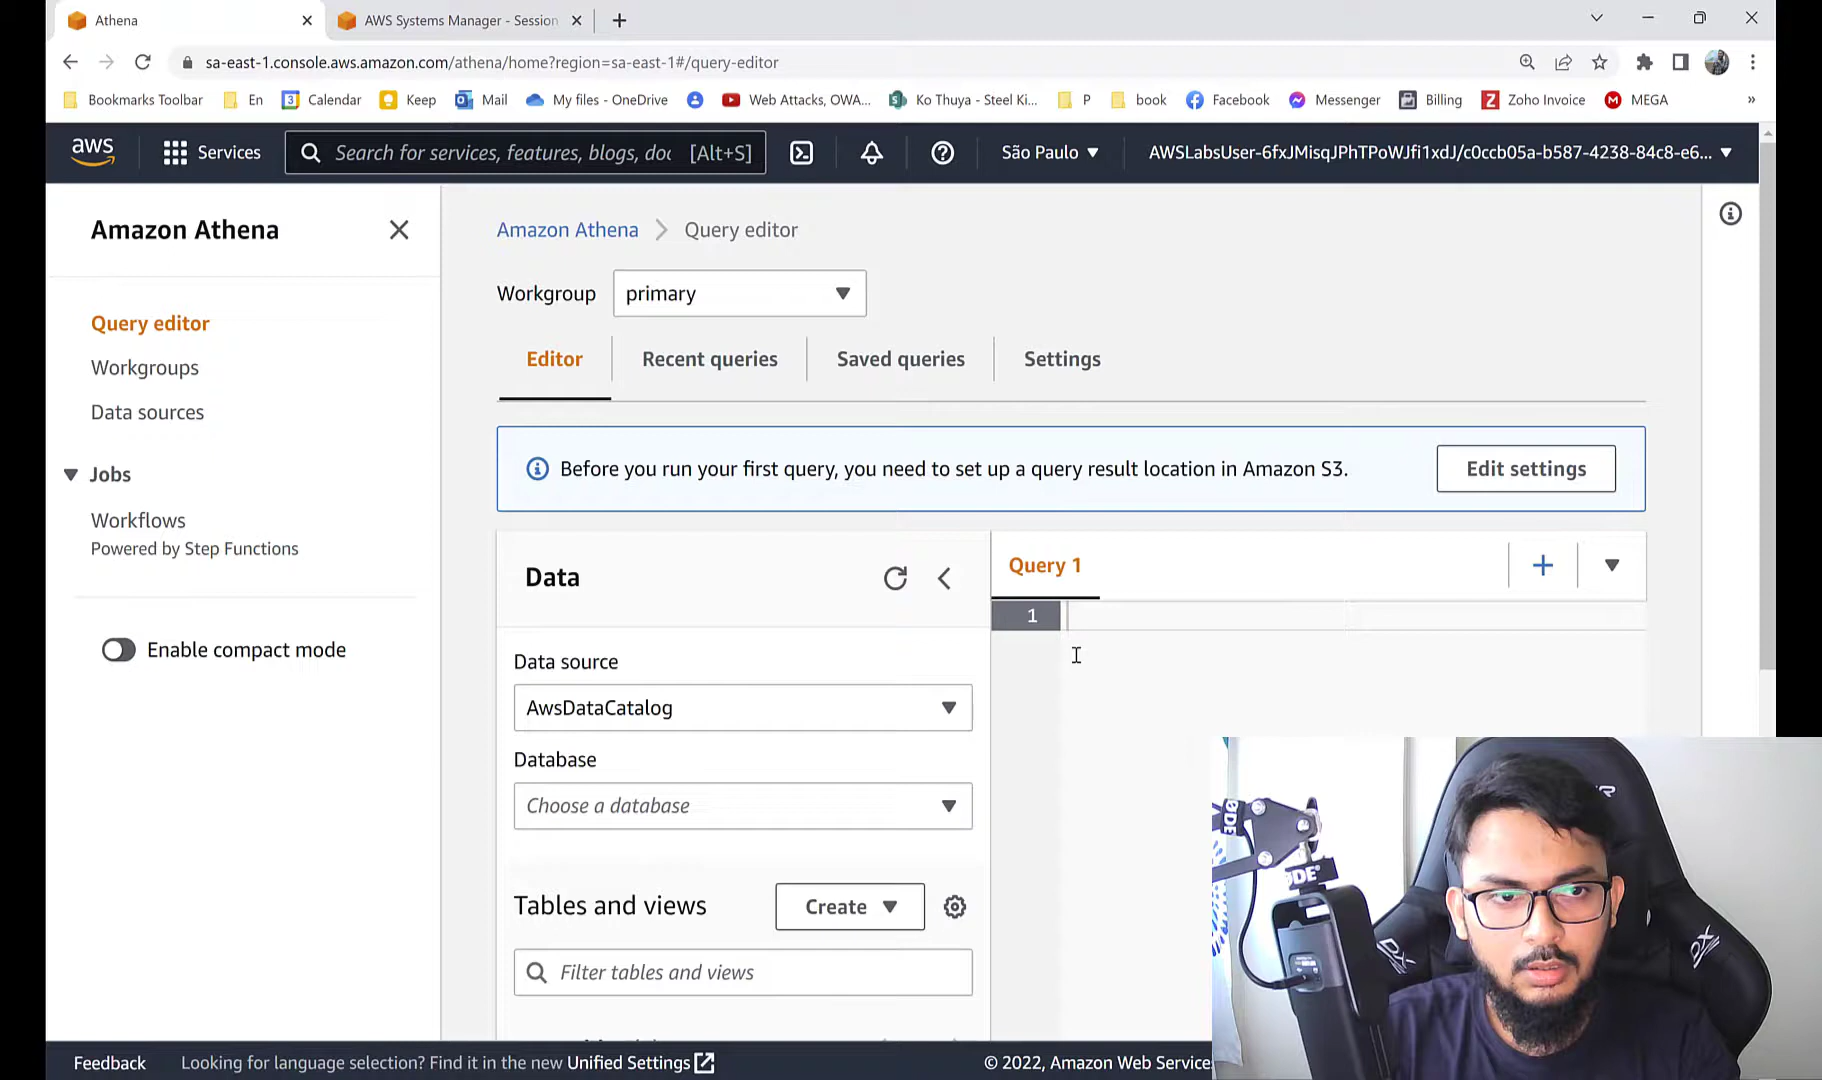 Athena
AWS Systems Manager - Session
sa-east-1.console.aws.amazon.com/athena/home?region=sa-east-1#/query-editor
Bookmarks Toolbar
En
Calendar
Keep
Mail
My files - OneDrive
Web Attacks, OWA...
Ko Thuya - Steel Ki...
P
book
Facebook
Messenger
Billing
Zoho Invoice
MEGA
aws
Services
Search for services, features, blogs, doc
[Alt+S]
São Paulo
AWSLabsUser-6fxJMisqJPhTPoWJfi1xdJ/c0ccb05a-b587-4238-84c8-e6...
Amazon Athena
Query editor
Workgroups
Data sources
Jobs
Workflows
Powered by Step Functions
Enable compact mode
Amazon Athena
Query editor
Workgroup
primary
Editor
Recent queries
Saved queries
Settings
Before you run your first query, you need to set up a query result location in Amazon S3.
Edit settings
Data
Data source
AwsDataCatalog
Database
Choose a database
Tables and views
Create
Filter tables and views
Query 1
1
Feedback
Looking for language selection? Find it in the new Unified Settings
© 2022, Amazon Web Service